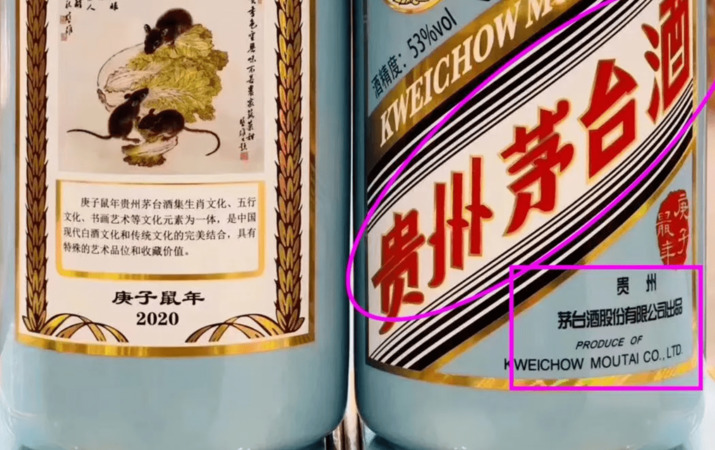 庚子鼠年贵州茅台酒集生肖文化、五行
文化、书画艺术等文化元素为一体，是中国
现代白酒文化和传统文化的完美结合，具有
特殊的艺术品位和收藏价值。
庚子鼠年
2020
酒精度：53%vol
KWEICHOW MOU
贵州茅台酒
庚子
鼠年
贵 州
茅台酒股份有限公司出品
PRODUCE OF
KWEICHOW MOUTAI CO., LTD.